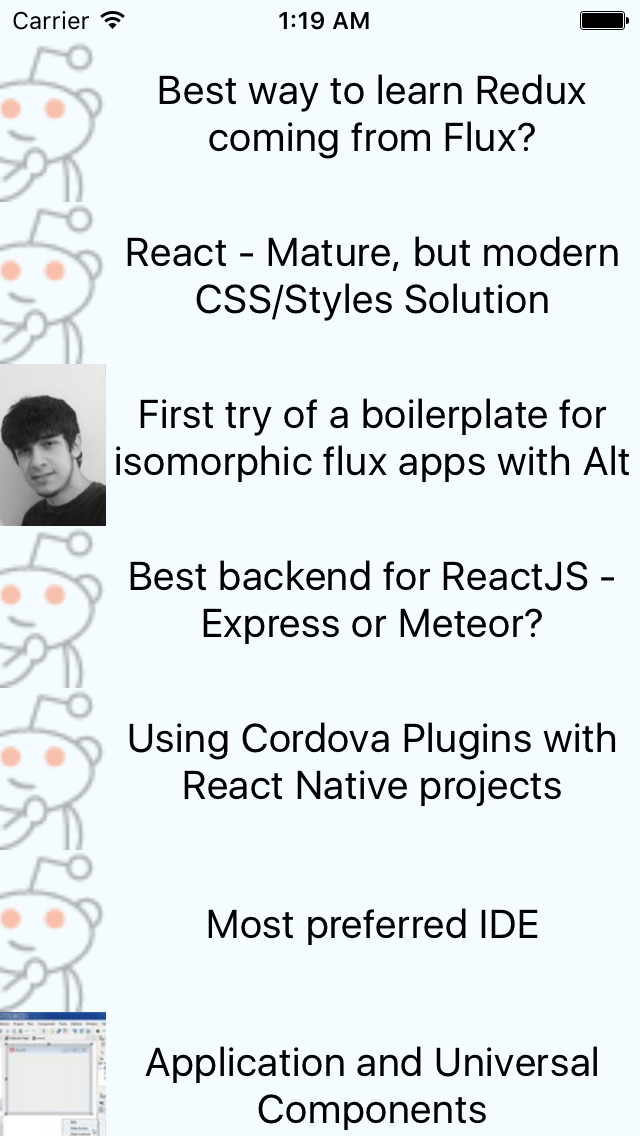 Carrier 1:19 AM
Best way to learn Redux
coming from Flux?
React - Mature, but modern
CSS/Styles Solution
First try of a boilerplate for
isomorphic flux apps with Alt
Best backend for ReactJS -
Express or Meteor?
Using Cordova Plugins with
React Native projects
Most preferred IDE
Application and Universal
Components